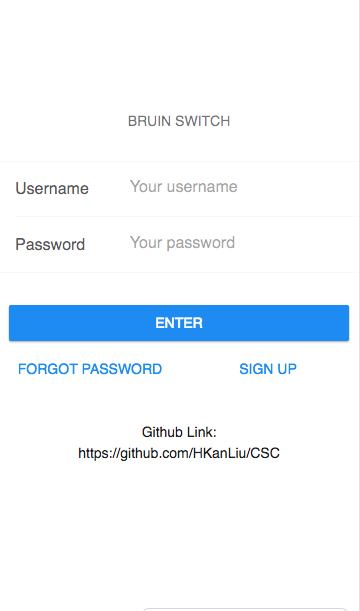 BRUIN SWITCH
Username Your username
Password Your password
ENTER
FORGOT PASSWORD SIGN UP
Github Link:
https://github.com/HKanLiu/CSC